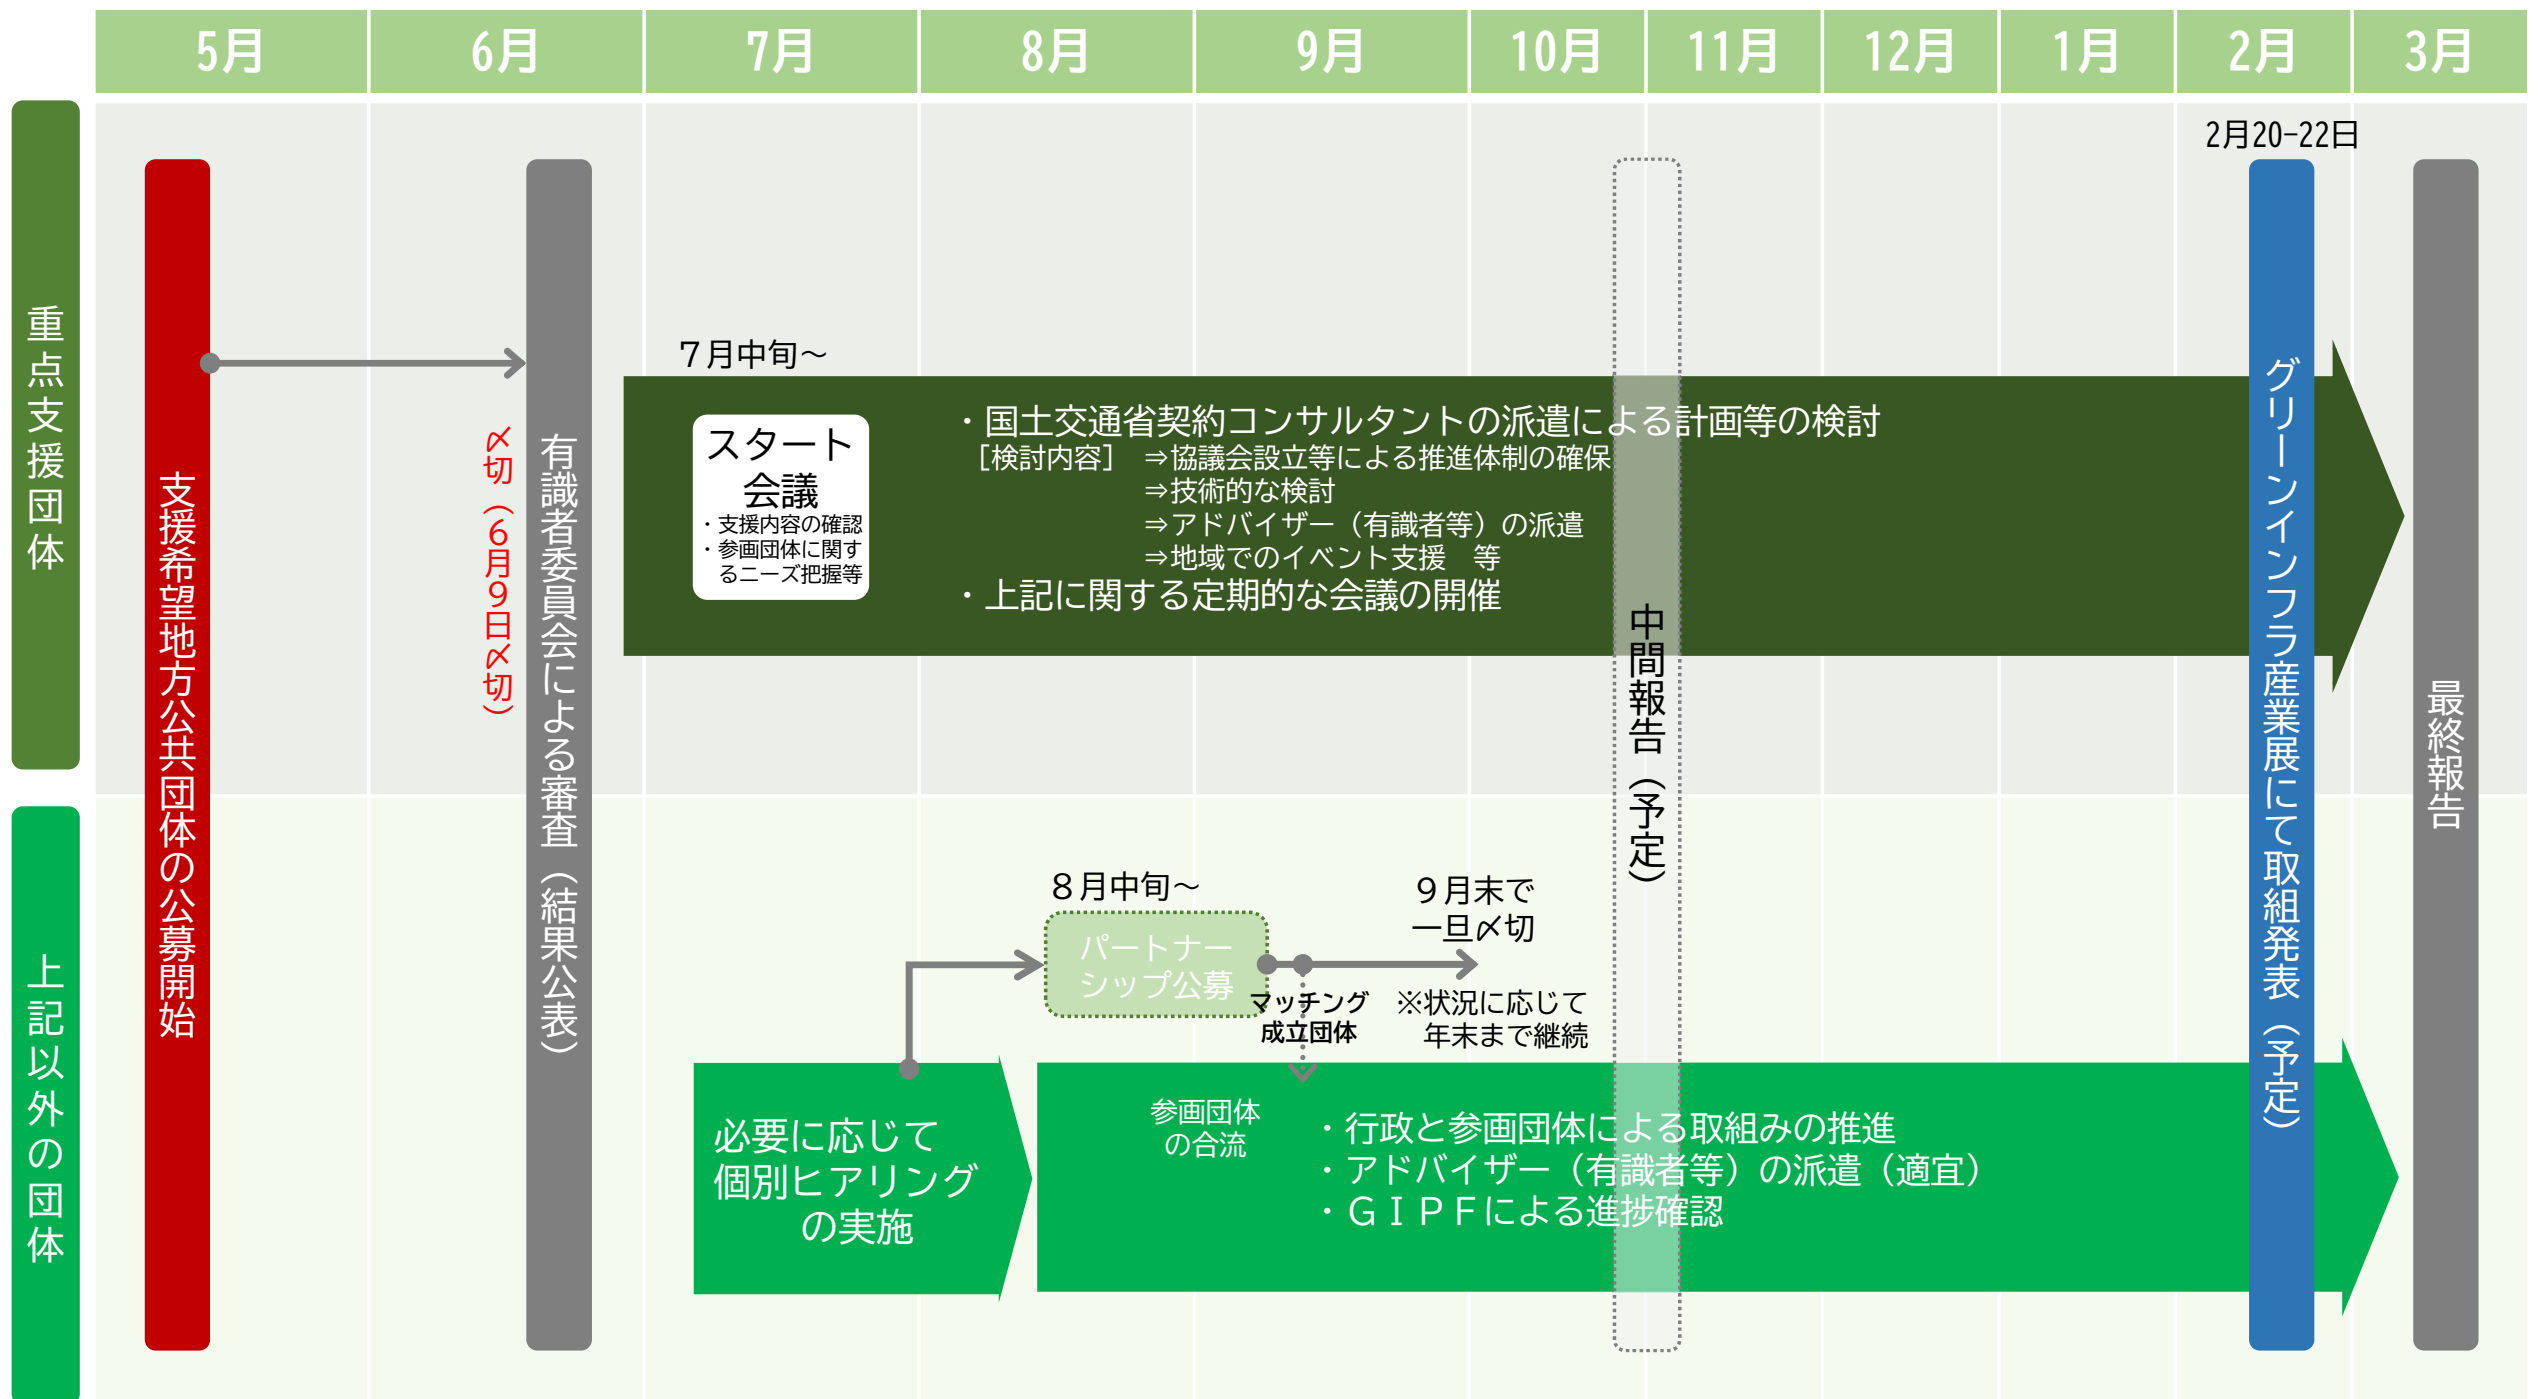 5月
6月
7月
8月
9月
10月
11月
12月
1月
2月
3月
重点支援団体
支援希望地方公共団体の公募開始
〆切（６月９日〆切）
有識者委員会による審査（結果公表）
７月中旬～
スタート
会議
・支援内容の確認
・参画団体に関す
るニーズ把握等
・国土交通省契約コンサルタントの派遣による計画等の検討
［検討内容］ ⇒協議会設立等による推進体制の確保
⇒技術的な検討
⇒アドバイザー（有識者等）の派遣
⇒地域でのイベント支援　等
・上記に関する定期的な会議の開催
中間報告（予定）
2月20-22日
グリーンインフラ産業展にて取組発表（予定）
最終報告
上記以外の団体
必要に応じて
個別ヒアリング
の実施
８月中旬～
パートナー
シップ公募
マッチング
成立団体
９月末で
一旦〆切
※状況に応じて
年末まで継続
参画団体
の合流
・行政と参画団体による取組みの推進
・アドバイザー（有識者等）の派遣（適宜）
・ＧＩＰＦによる進捗確認